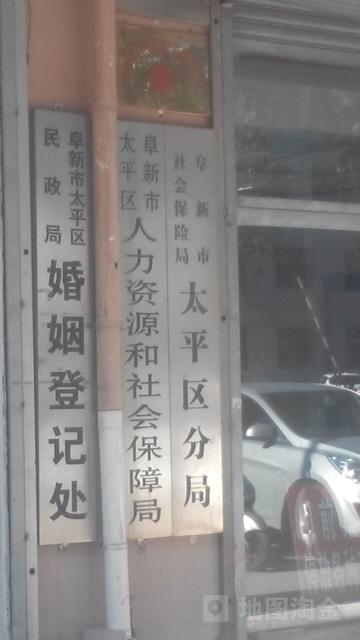 阜新市太平区
民政局
婚姻登记处
阜新市
太平区
人力资源和社会保障局
阜新市
社会保险局
太平区分局
地图淘金